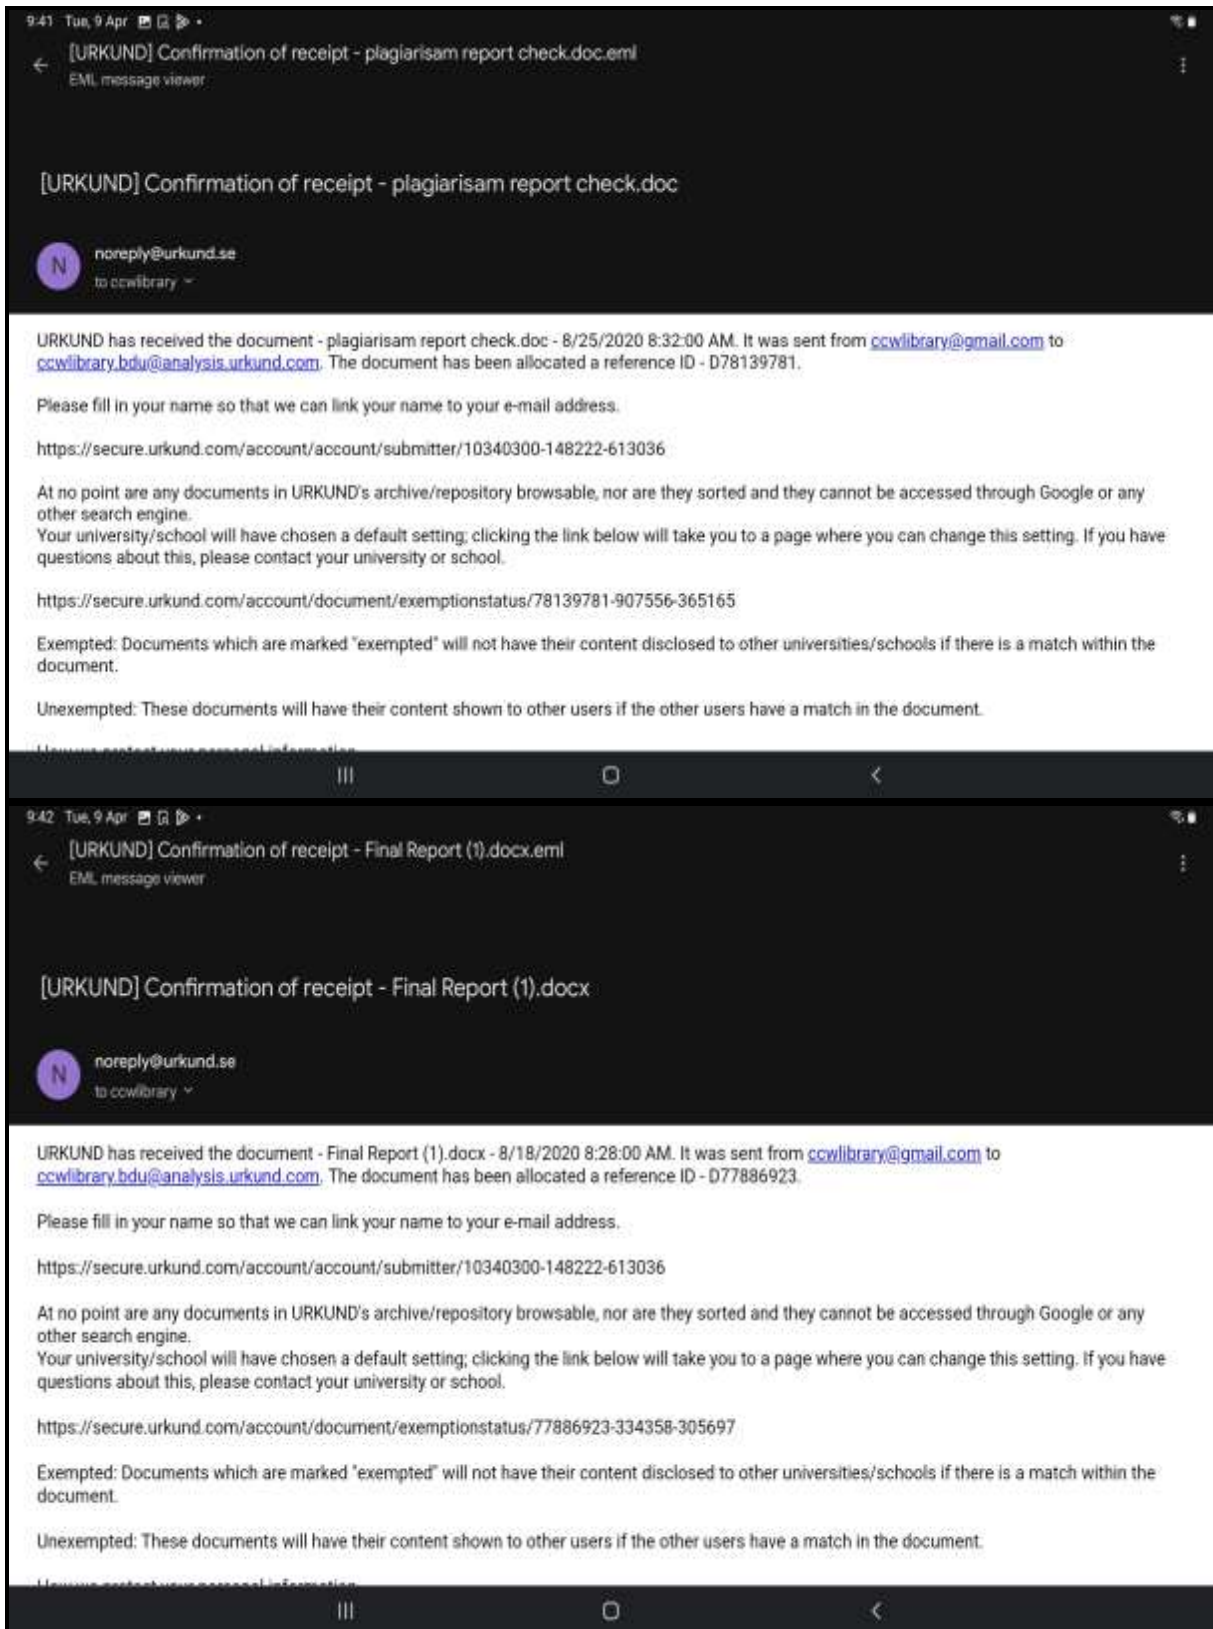 9:41 Tue, 9 Apr
[URKUND] Confirmation of receipt - plagiarisam report check.doc.eml
EML message viewer
[URKUND] Confirmation of receipt - plagiarisam report check.doc
N
noreply@urkund.se
to ccwlibrary
URKUND has received the document - plagiarisam report check.doc - 8/25/2020 8:32:00 AM. It was sent from ccwlibrary@gmail.com to
ccwlibrary.bdu@analysis.urkund.com. The document has been allocated a reference ID - D78139781.
Please fill in your name so that we can link your name to your e-mail address.
https://secure.urkund.com/account/account/submitter/10340300-148222-613036
At no point are any documents in URKUND's archive/repository browsable, nor are they sorted and they cannot be accessed through Google or any
other search engine.
Your university/school will have chosen a default setting; clicking the link below will take you to a page where you can change this setting. If you have
questions about this, please contact your university or school.
https://secure.urkund.com/account/document/exemptionstatus/78139781-907556-365165
Exempted: Documents which are marked "exempted" will not have their content disclosed to other universities/schools if there is a match within the
document.
Unexempted: These documents will have their content shown to other users if the other users have a match in the document.
How we protect your personal information
9:42 Tue, 9 Apr
[URKUND] Confirmation of receipt - Final Report (1).docx.eml
EML message viewer
[URKUND] Confirmation of receipt - Final Report (1).docx
N
noreply@urkund.se
to ccwlibrary
URKUND has received the document - Final Report (1).docx - 8/18/2020 8:28:00 AM. It was sent from ccwlibrary@gmail.com to
ccwlibrary.bdu@analysis.urkund.com. The document has been allocated a reference ID - D77886923.
Please fill in your name so that we can link your name to your e-mail address.
https://secure.urkund.com/account/account/submitter/10340300-148222-613036
At no point are any documents in URKUND's archive/repository browsable, nor are they sorted and they cannot be accessed through Google or any
other search engine.
Your university/school will have chosen a default setting; clicking the link below will take you to a page where you can change this setting. If you have
questions about this, please contact your university or school.
https://secure.urkund.com/account/document/exemptionstatus/77886923-334358-305697
Exempted: Documents which are marked "exempted" will not have their content disclosed to other universities/schools if there is a match within the
document.
Unexempted: These documents will have their content shown to other users if the other users have a match in the document.